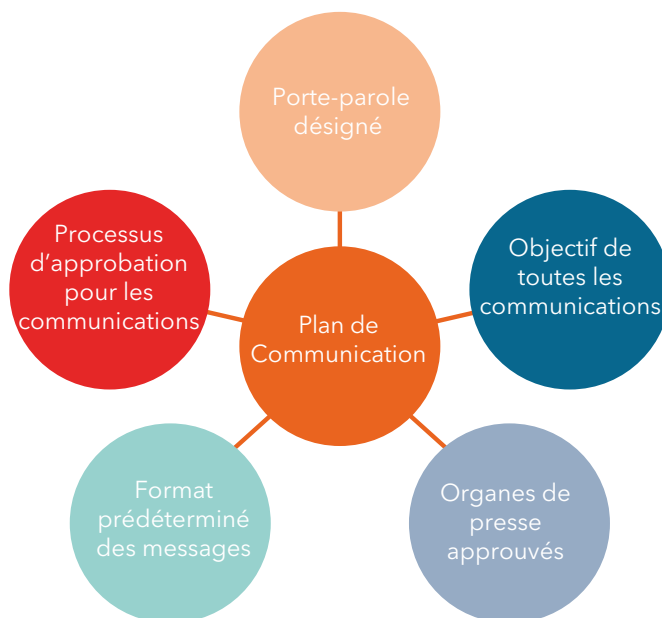 Porte-parole
désigné
Processus
d'approbation
pour les
communications
Objectif de
toutes les
communications
Plan de
Communication
Format
prédéterminé
des messages
Organes de
presse
approuvés